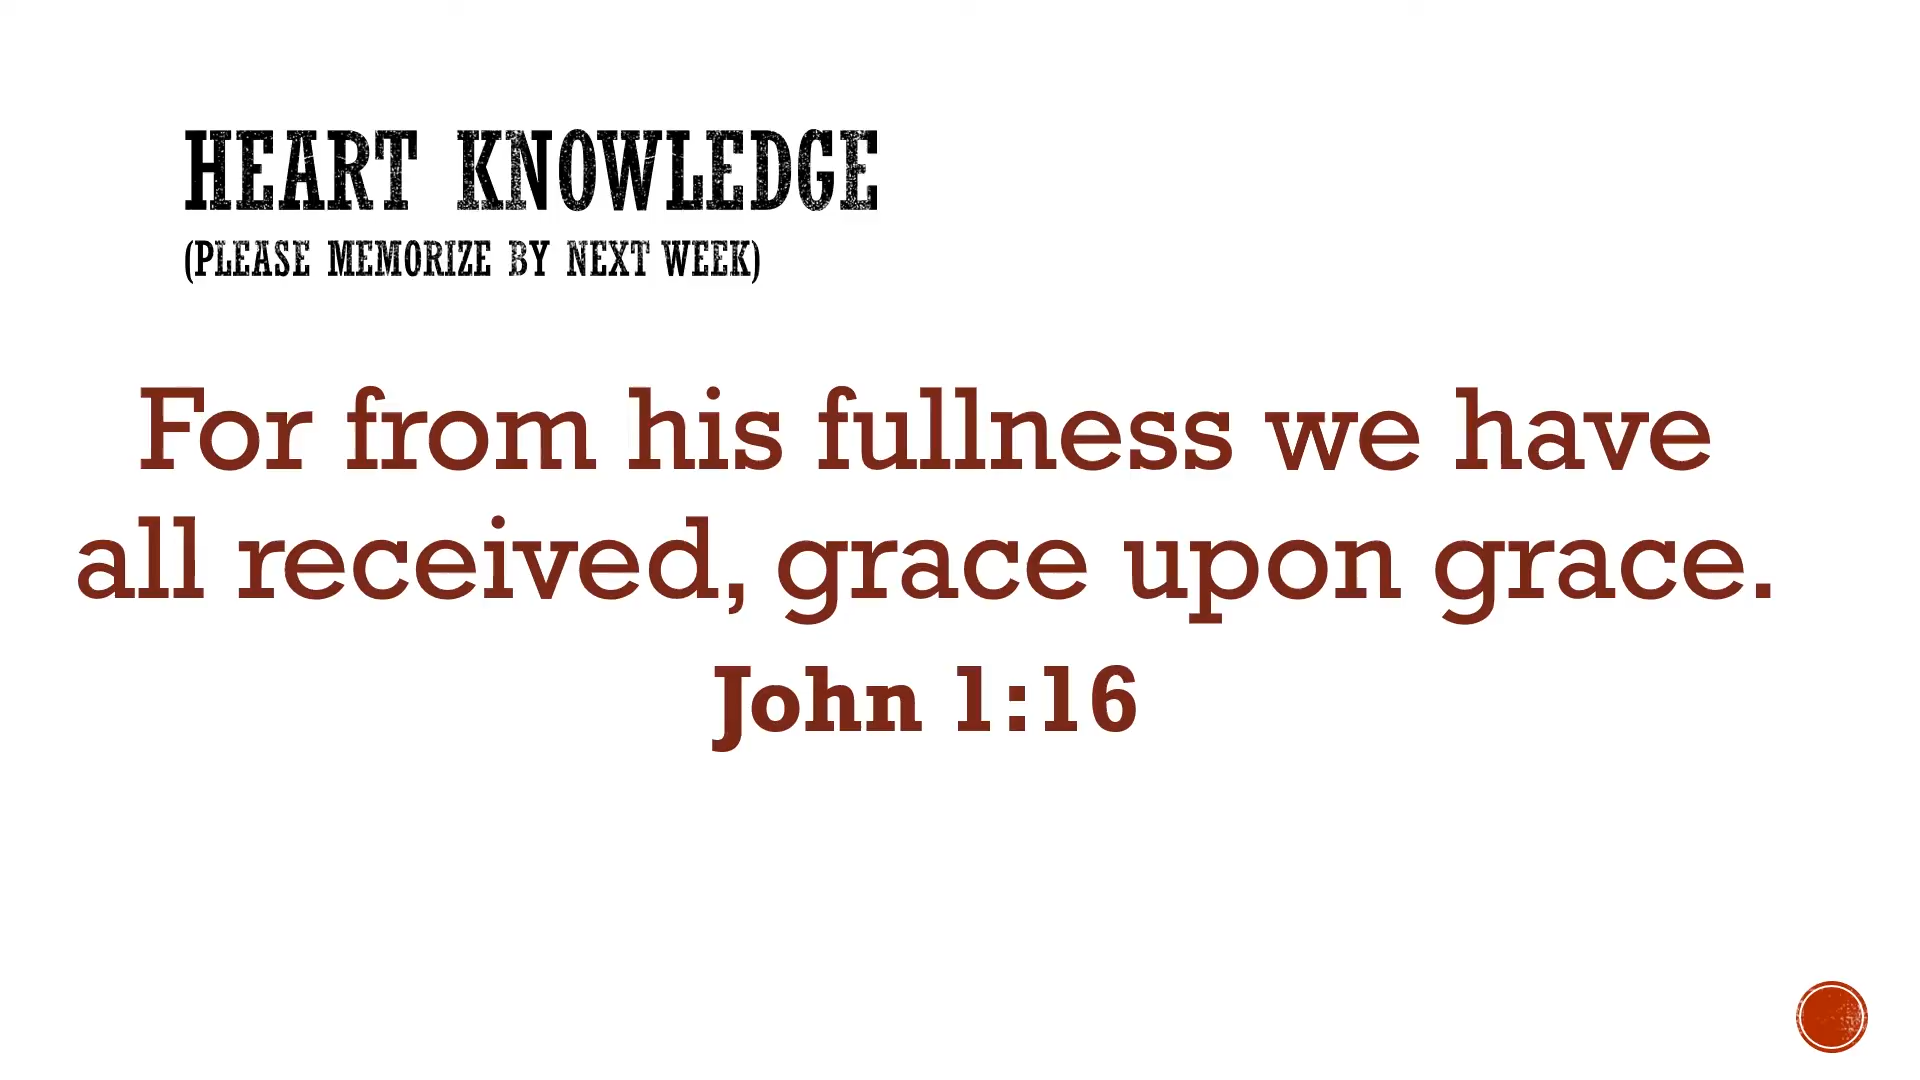 HEART KNOWLEDGE
(PLEASE MEMORIZE BY NEXT WEEK)
For from his fullness we have
all received, grace upon grace.
John 1:16